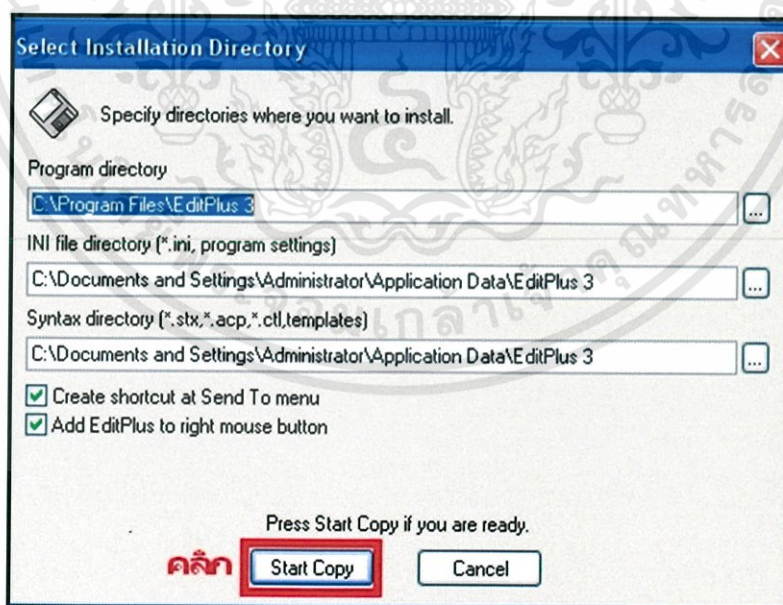 Select Installation Directory
Specify directories where you want to install.
Program directory
C:\Program Files\EditPlus 3
...
INI file directory (*.ini, program settings)
C:\Documents and Settings\Administrator\Application Data\EditPlus 3
...
Syntax directory (*.stx,*.acp,*.ctl,templates)
C:\Documents and Settings\Administrator\Application Data\EditPlus 3
...
Create shortcut at Send To menu
Add EditPlus to right mouse button
Press Start Copy if you are ready.
คลิก Start Copy Cancel